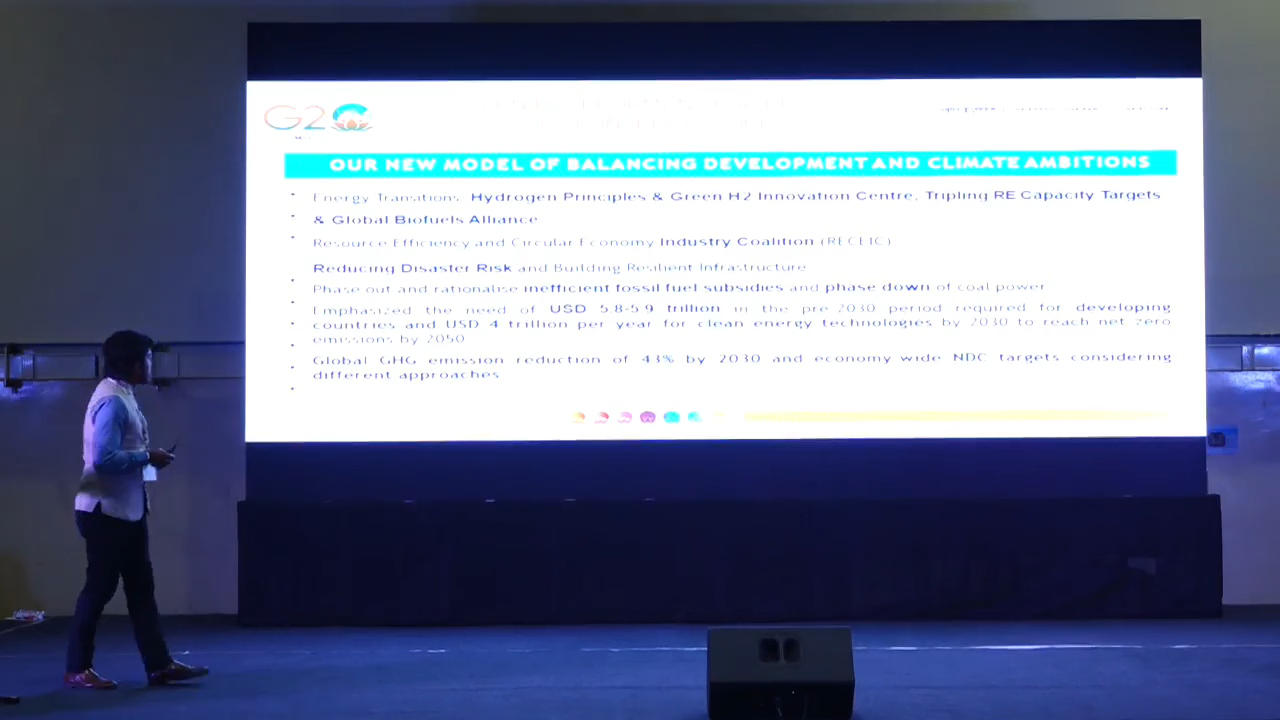 G20
OUR NEW MODEL OF BALANCING DEVELOPMENT AND CLIMATE AMBITIONS
Energy Transitions Hydrogen Principles & Green H2 Innovation Centre, Tripling RE Capacity Targets
& Global Biofuels Alliance
Resource Efficiency and Circular Economy Industry Coalition (RECEIC)
Reducing Disaster Risk and Building Resilient Infrastructure
Phase out and rationalise inefficient fossil fuel subsidies and phase down of coal power
Emphasized the need of USD 5.8-5.9 trillion in the pre 2030 period required for developing
countries and USD 4 trillion per year for clean energy technologies by 2030 to reach net zero
emissions by 2050
Global GHG emission reduction of 43% by 2030 and economy wide NDC targets considering
different approaches